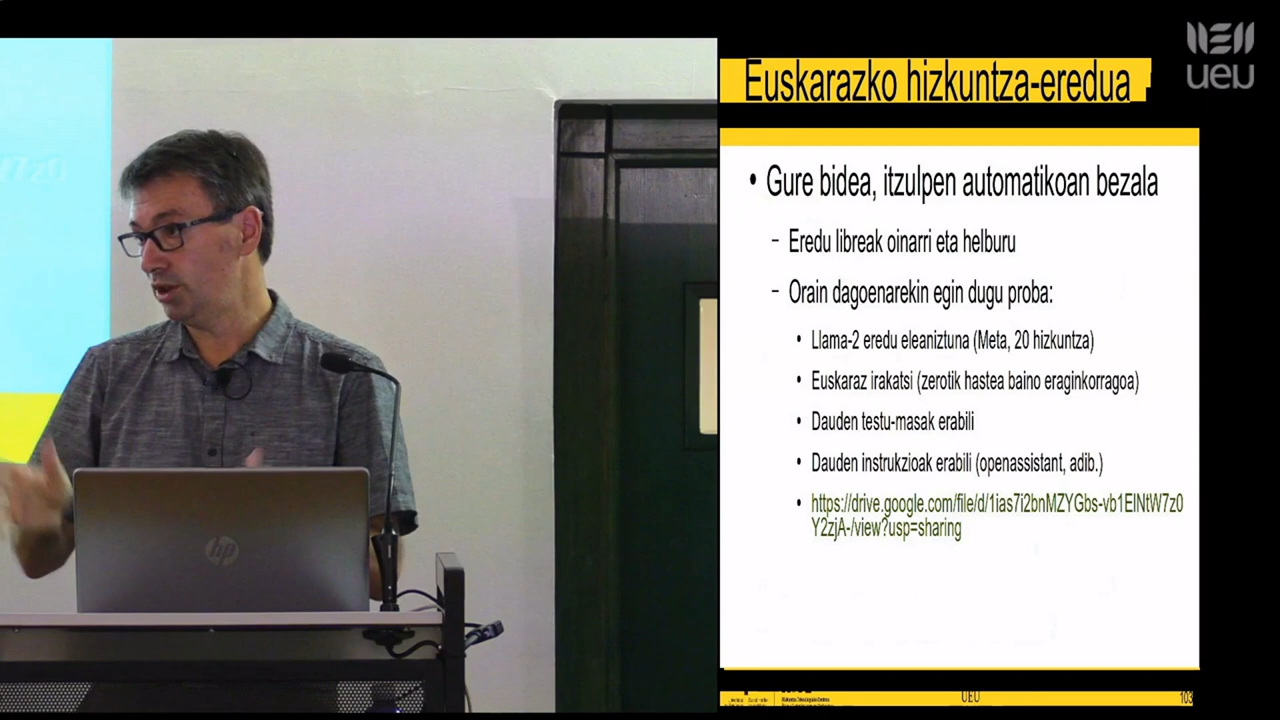 ueu
Euskarazko hizkuntza-eredua
• Gure bidea, itzulpen automatikoan bezala
- Eredu libreak oinarri eta helburu
- Orain dagoenarekin egin dugu proba:
• Llama-2 eredu eleaniztuna (Meta, 20 hizkuntza)
• Euskaraz irakatsi (zerotik hastea baino eraginkorragoa)
• Dauden testu-masak erabili
• Dauden instrukzioak erabili (openassistant, adib.)
• https://drive.google.com/file/d/1ias7i2bnMZYGbs-vb1ElNtW7z0
Y2zjA-/view?usp=sharing
hp
UEU
103